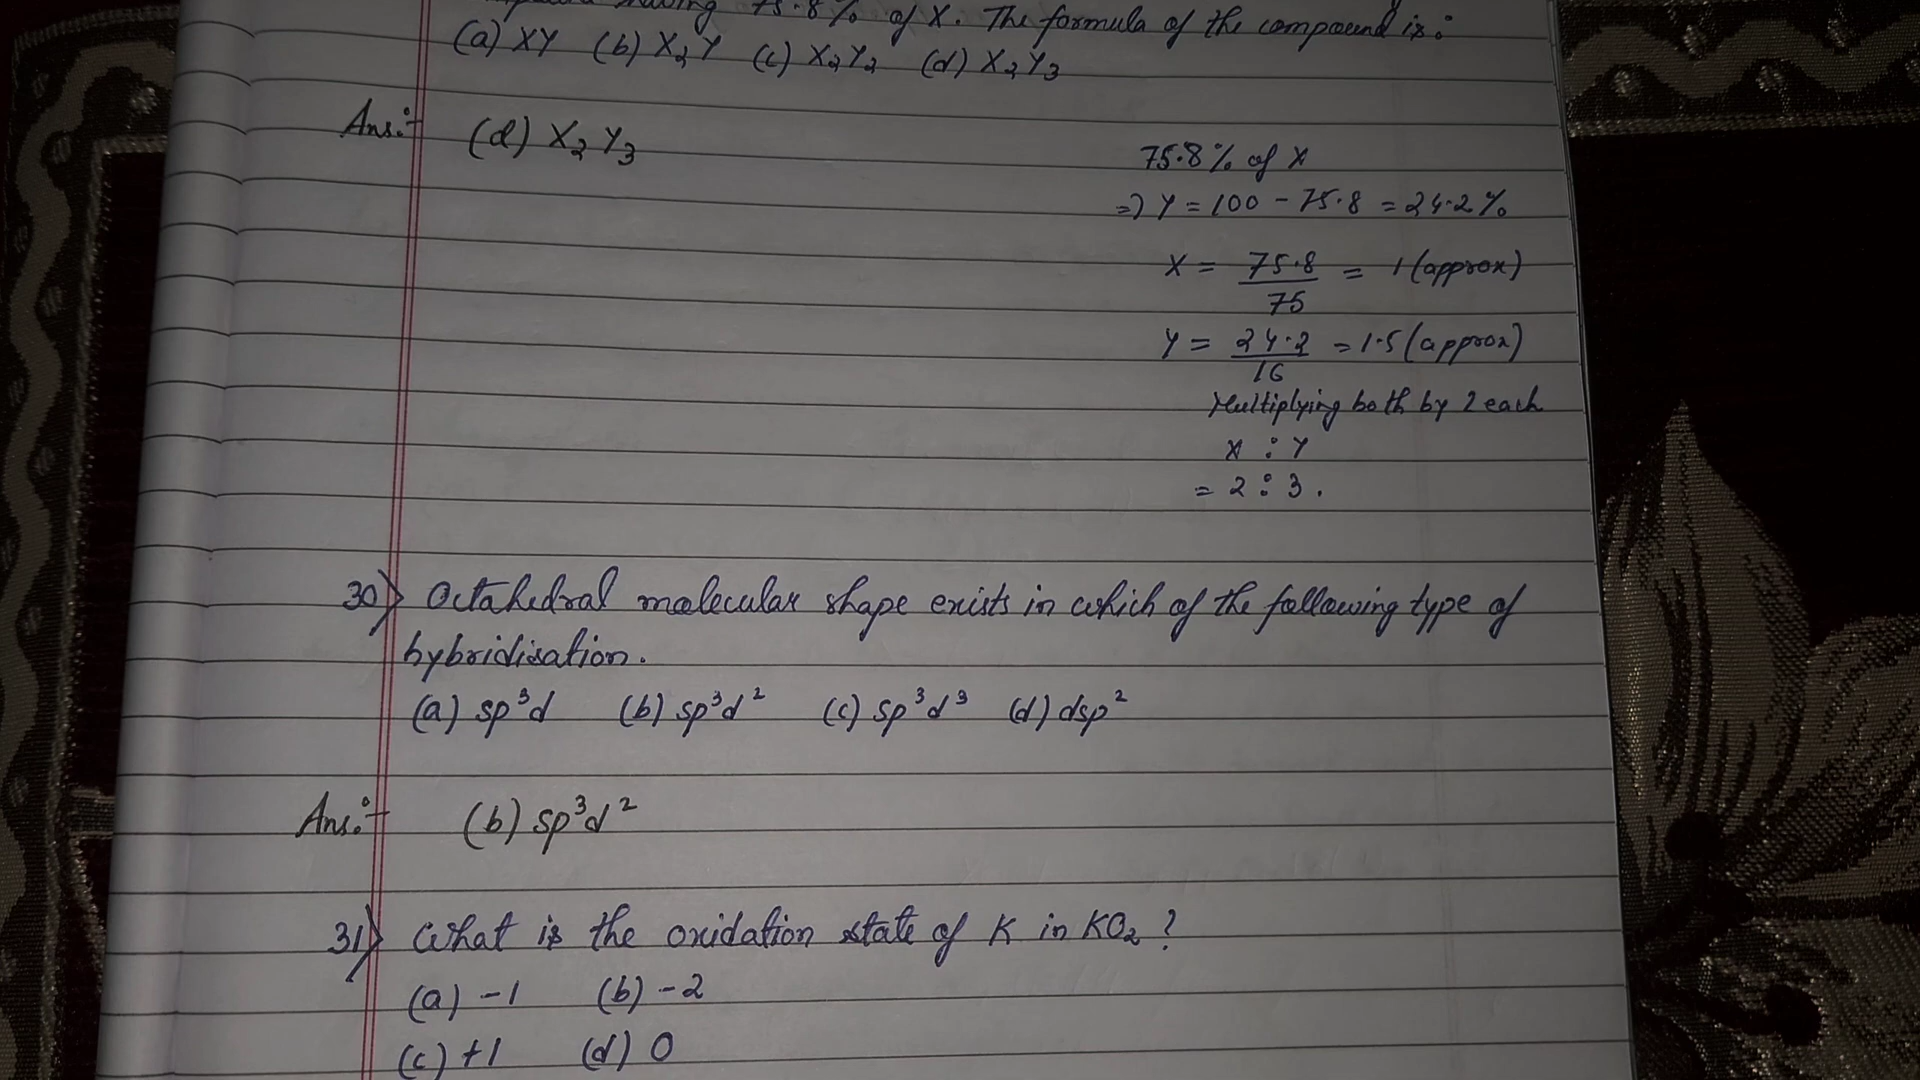 having 75.8% of X. The formula of the compound is:
(a) XY (b) X₂Y (c) X₂Y₂ (d) X₂Y₃
Ans:- (d) X₂Y₃
75.8% of X
=) Y = 100 - 75.8 = 24.2%
X = 75.8/75 = 1 (approx)
Y = 24.2/16 = 1.5 (approx)
Multiplying both by 2 each
X : Y
= 2 : 3.
30) Octahedral molecular shape exists in which of the following type of
hybridisation.
(a) sp³d (b) sp³d² (c) sp³d³ (d) dsp²
Ans:- (b) sp³d²
31) What is the oxidation state of K in KO₂?
(a) -1 (b) -2
(c) +1 (d) 0